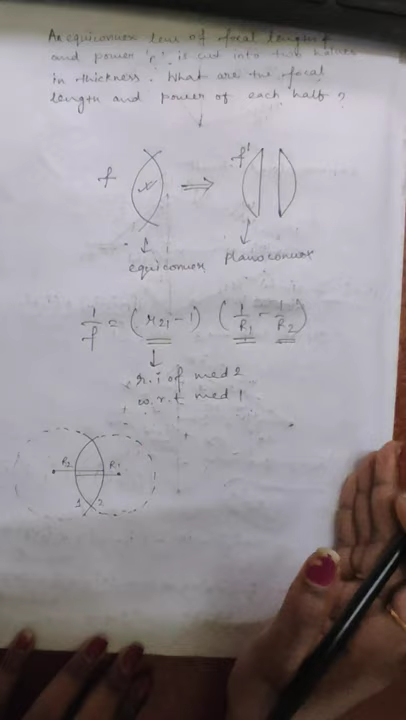 An equiconvex lens of focal length f
and power 'P' is cut into two halves
in thickness. What are the focal
length and power of each half?
f
f'
equiconvex
planoconvex
1/f = (n21 - 1) (1/R1 - 1/R2)
r.i of med 2
w.r.t med 1
R2 R1
1 2